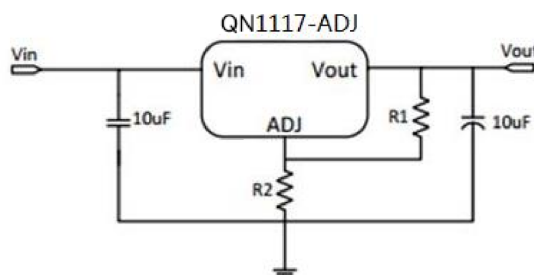 QN1117-ADJ
Vin
Vin
Vout
Vout
10uF
ADJ
R1
10uF
R2